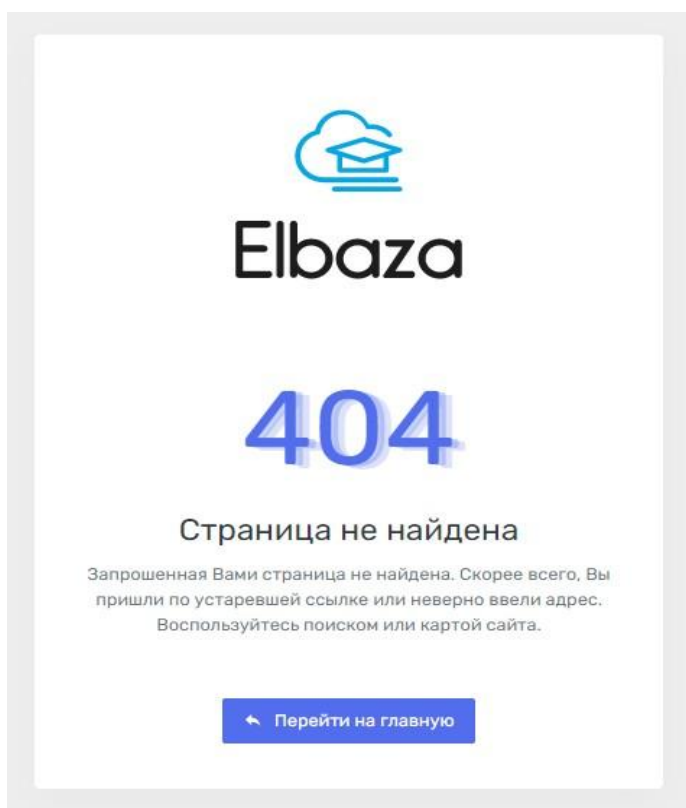 Elbaza
404
Страница не найдена
Запрошенная Вами страница не найдена. Скорее всего, Вы
пришли по устаревшей ссылке или неверно ввели адрес.
Воспользуйтесь поиском или картой сайта.
Перейти на главную